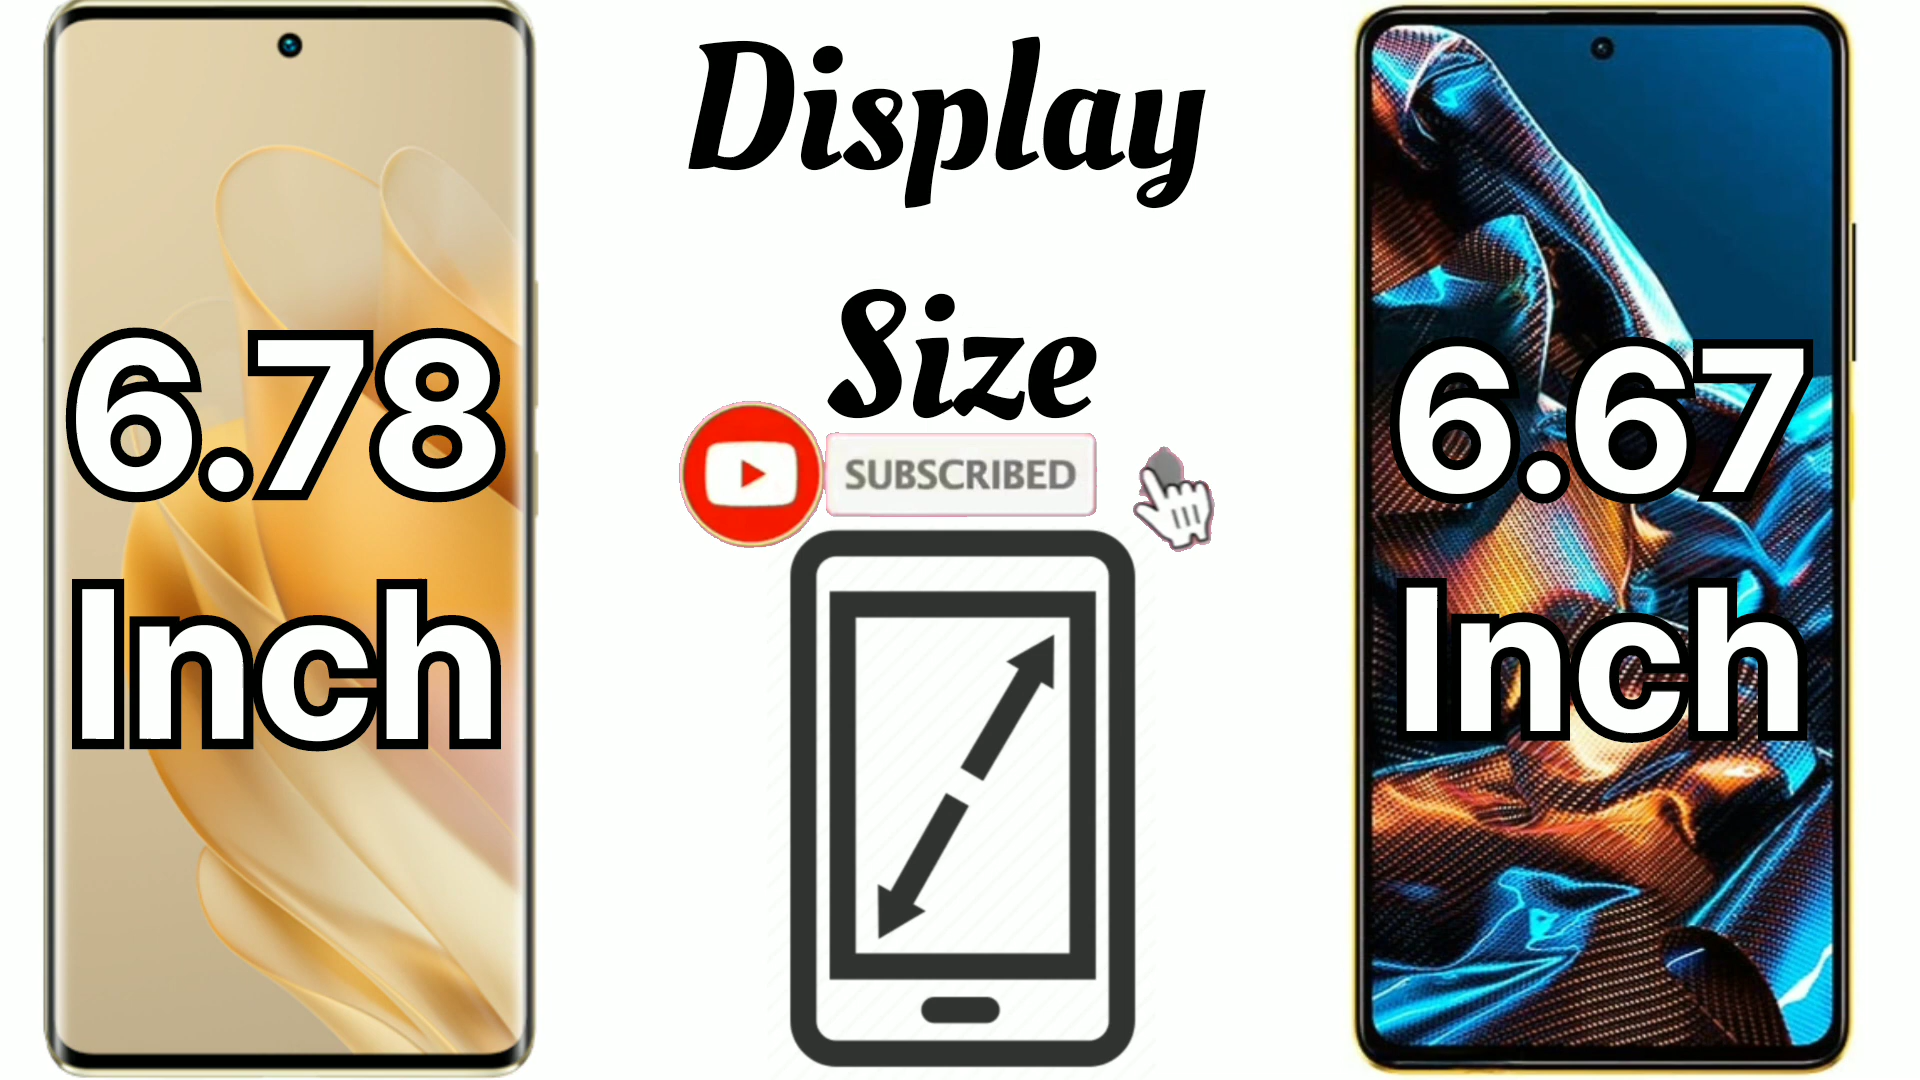 Display
Size
SUBSCRIBED
6.78
Inch
6.67
Inch